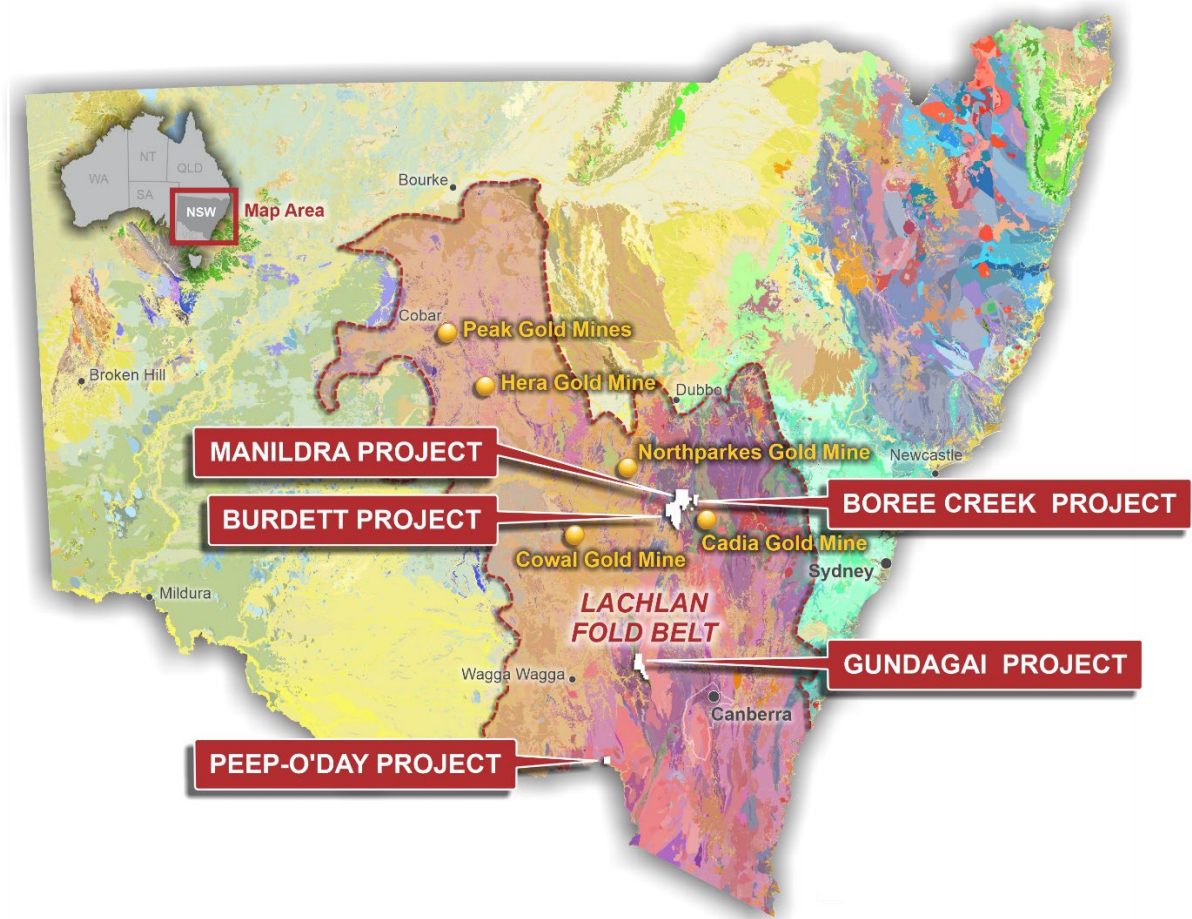 NT
QLD
WA
SA
NSW
Map Area
Bourke
Cobar
Peak Gold Mines
Broken Hill
Hera Gold Mine
Dubbo
MANILDRA PROJECT
Northparkes Gold Mine
Newcastle
BURDETT PROJECT
BOREE CREEK PROJECT
Cadia Gold Mine
Cowal Gold Mine
Sydney
Mildura
LACHLAN
FOLD BELT
GUNDAGAI PROJECT
Wagga Wagga
Canberra
PEEP-O'DAY PROJECT